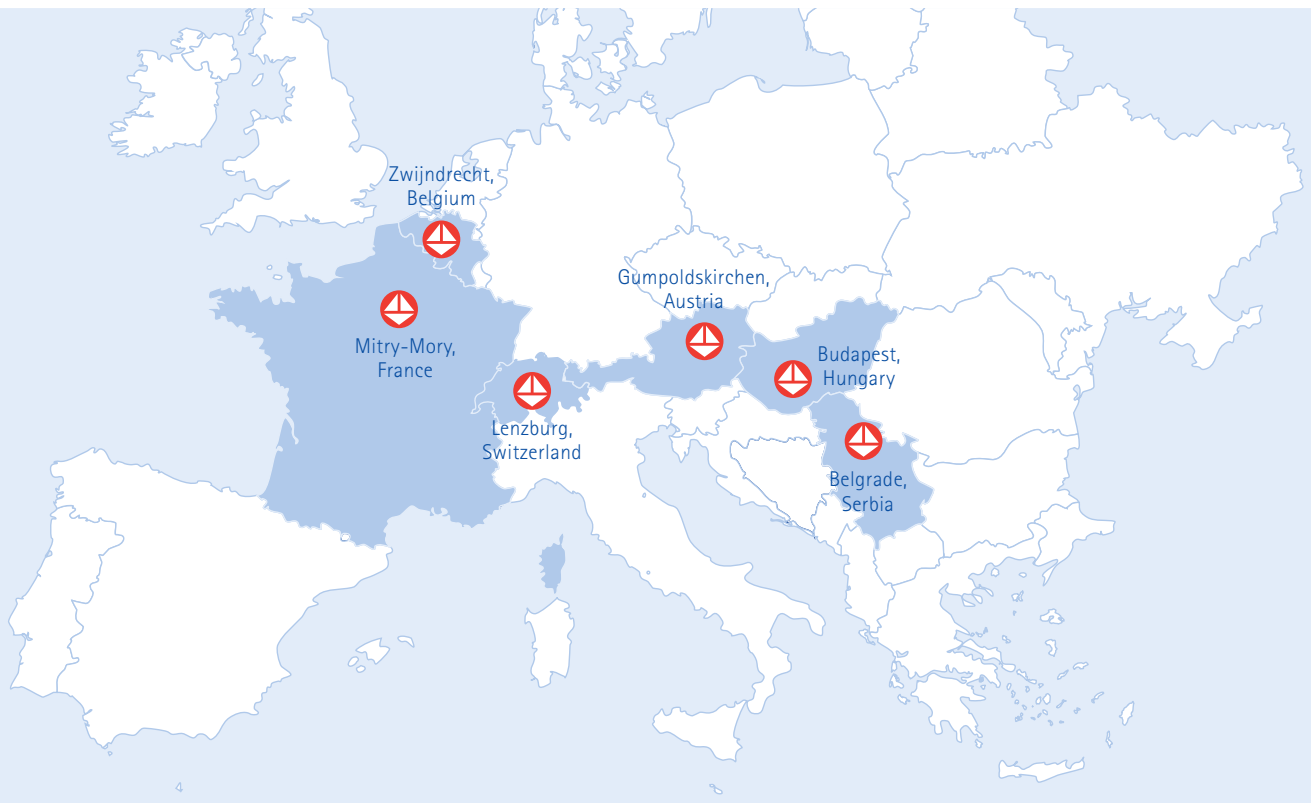 Zwijndrecht,
Belgium
Gumpoldskirchen,
Austria
Mitry-Mory,
France
Budapest,
Hungary
Lenzburg,
Switzerland
Belgrade,
Serbia